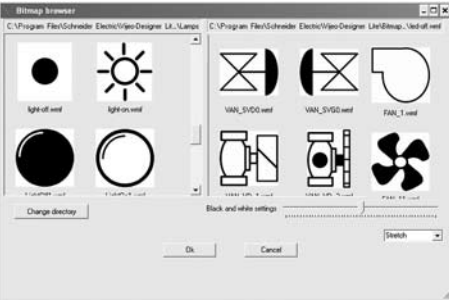 Bitmap browser
C:\Program Files\Schneider Electric\Vijeo-Designer Lit...\Lamps
C:\Program Files\Schneider Electric\Vijeo-Designer Lite\Bitmap...\led-off.wmf
light-off.wmf
light-on.wmf
VAN_SVD0.wmf
VAN_SVG0.wmf
FAN_1.wmf
Change directory
Black and white settings
Stretch
Ok
Cancel